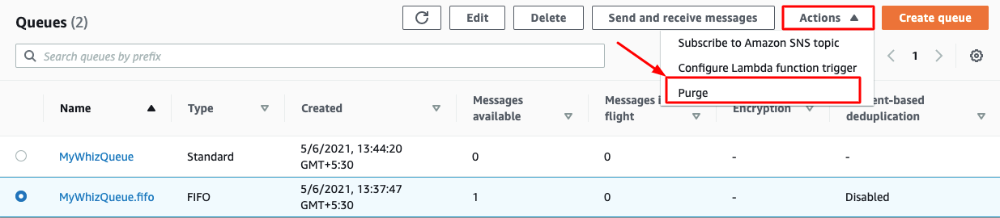 Queues (2)
Edit
Delete
Send and receive messages
Actions
Create queue
Subscribe to Amazon SNS topic
Configure Lambda function trigger
Purge
Search queues by prefix
1
Name
Type
Created
Messages
available
Messages i
flight
Encryption
ent-based
deduplication
MyWhizQueue
Standard
5/6/2021, 13:44:20
GMT+5:30
0
0
-
-
MyWhizQueue.fifo
FIFO
5/6/2021, 13:37:47
GMT+5:30
1
0
-
Disabled